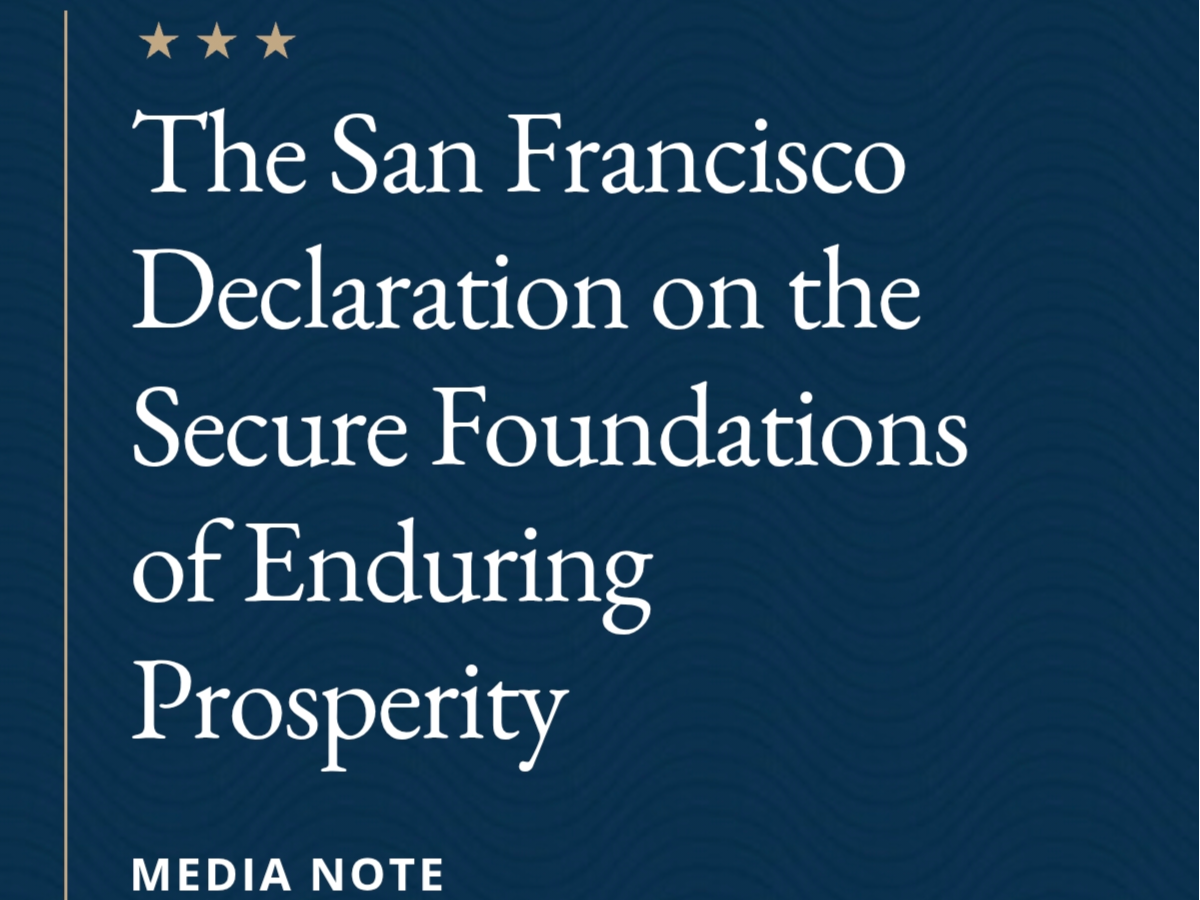 The San Francisco
Declaration on the
Secure Foundations
of Enduring
Prosperity
MEDIA NOTE